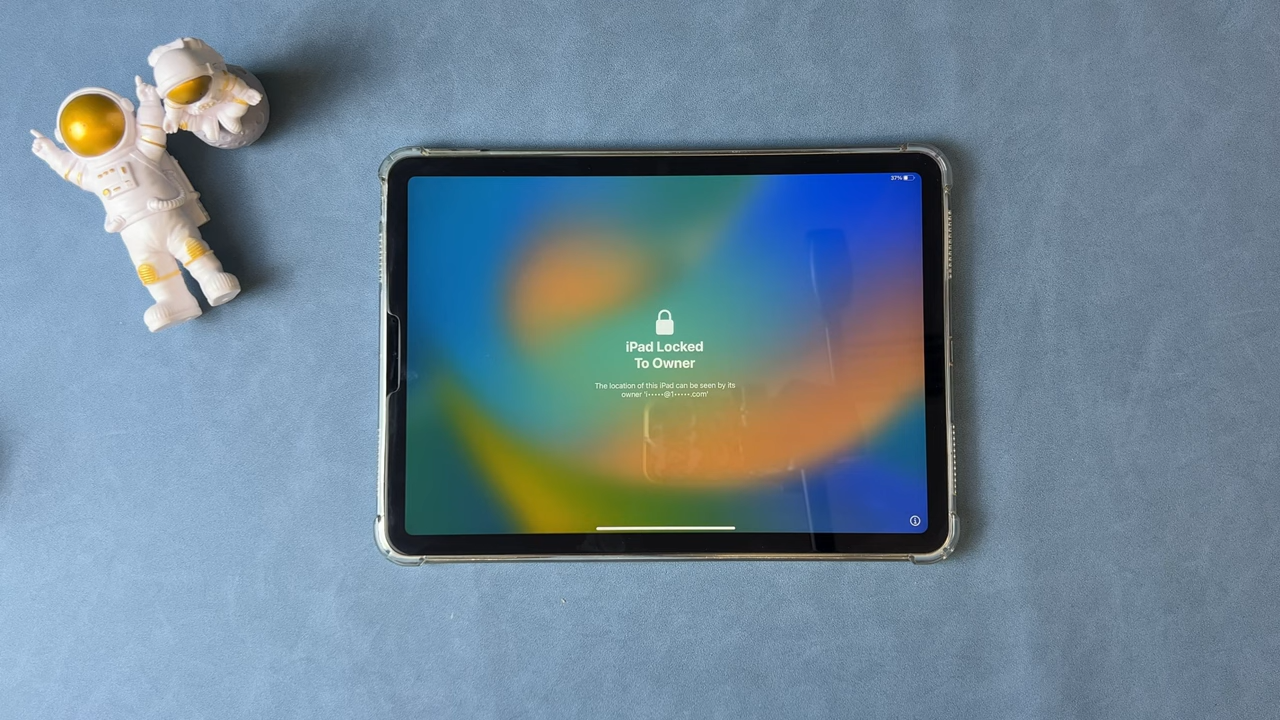 37%
iPad Locked
To Owner
The location of this iPad can be seen by its
owner 'i•••••@1•••••.com'